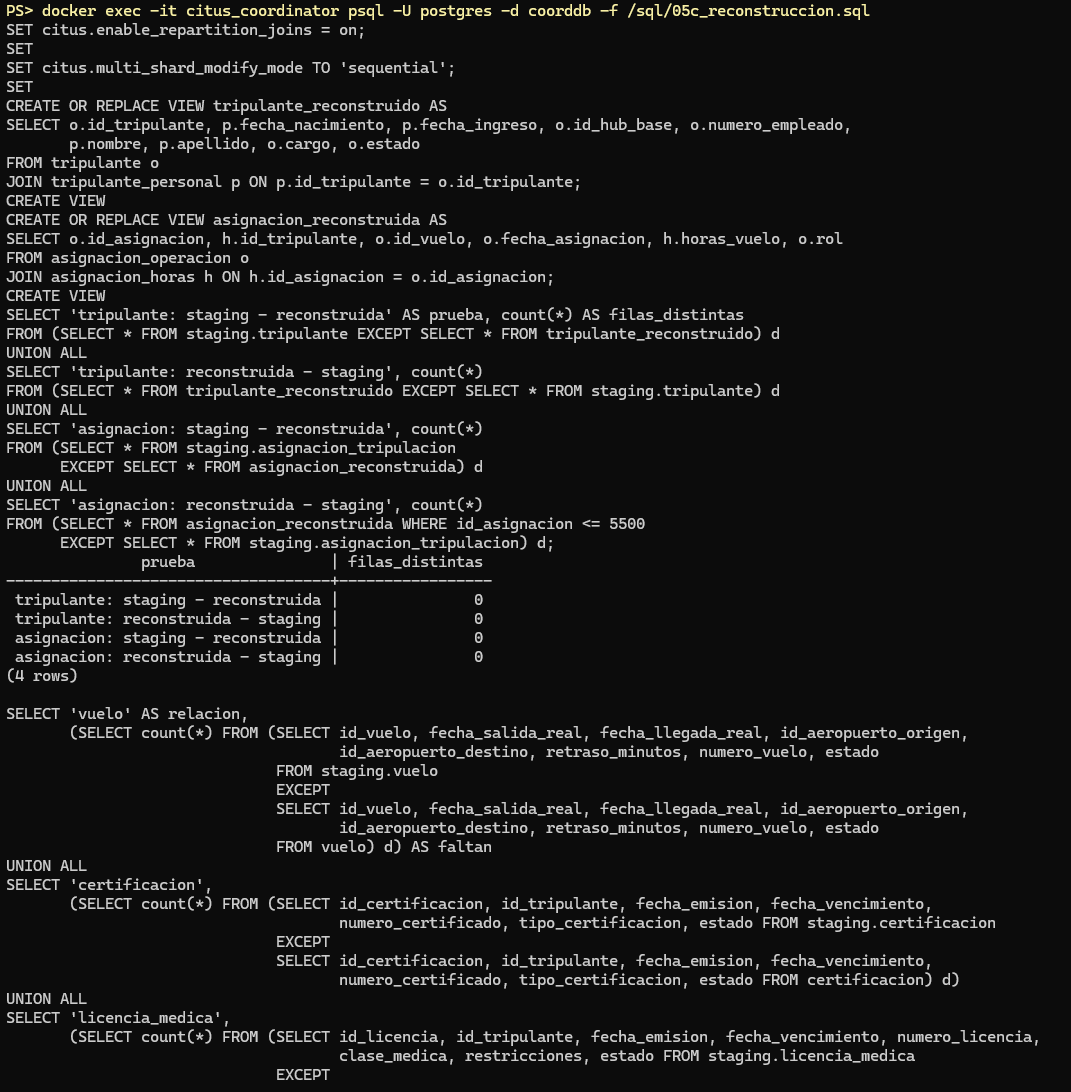 PS> docker exec -it citus_coordinator psql -U postgres -d coorddb -f /sql/05c_reconstruccion.sql
SET citus.enable_repartition_joins = on;
SET
SET citus.multi_shard_modify_mode TO 'sequential';
SET
CREATE OR REPLACE VIEW tripulante_reconstruido AS
SELECT o.id_tripulante, p.fecha_nacimiento, p.fecha_ingreso, o.id_hub_base, o.numero_empleado,
       p.nombre, p.apellido, o.cargo, o.estado
FROM tripulante o
JOIN tripulante_personal p ON p.id_tripulante = o.id_tripulante;
CREATE VIEW
CREATE OR REPLACE VIEW asignacion_reconstruida AS
SELECT o.id_asignacion, h.id_tripulante, o.id_vuelo, o.fecha_asignacion, h.horas_vuelo, o.rol
FROM asignacion_operacion o
JOIN asignacion_horas h ON h.id_asignacion = o.id_asignacion;
CREATE VIEW
SELECT 'tripulante: staging - reconstruida' AS prueba, count(*) AS filas_distintas
FROM (SELECT * FROM staging.tripulante EXCEPT SELECT * FROM tripulante_reconstruido) d
UNION ALL
SELECT 'tripulante: reconstruida - staging', count(*)
FROM (SELECT * FROM tripulante_reconstruido EXCEPT SELECT * FROM staging.tripulante) d
UNION ALL
SELECT 'asignacion: staging - reconstruida', count(*)
FROM (SELECT * FROM staging.asignacion_tripulacion
      EXCEPT SELECT * FROM asignacion_reconstruida) d
UNION ALL
SELECT 'asignacion: reconstruida - staging', count(*)
FROM (SELECT * FROM asignacion_reconstruida WHERE id_asignacion <= 5500
      EXCEPT SELECT * FROM staging.asignacion_tripulacion) d;
               prueba               | filas_distintas
------------------------------------+-----------------
 tripulante: staging - reconstruida |               0
 tripulante: reconstruida - staging |               0
 asignacion: staging - reconstruida |               0
 asignacion: reconstruida - staging |               0
(4 rows)

SELECT 'vuelo' AS relacion,
       (SELECT count(*) FROM (SELECT id_vuelo, fecha_salida_real, fecha_llegada_real, id_aeropuerto_origen,
                                     id_aeropuerto_destino, retraso_minutos, numero_vuelo, estado
                              FROM staging.vuelo
                              EXCEPT
                              SELECT id_vuelo, fecha_salida_real, fecha_llegada_real, id_aeropuerto_origen,
                                     id_aeropuerto_destino, retraso_minutos, numero_vuelo, estado
                              FROM vuelo) d) AS faltan
UNION ALL
SELECT 'certificacion',
       (SELECT count(*) FROM (SELECT id_certificacion, id_tripulante, fecha_emision, fecha_vencimiento,
                                     numero_certificado, tipo_certificacion, estado FROM staging.certificacion
                              EXCEPT
                              SELECT id_certificacion, id_tripulante, fecha_emision, fecha_vencimiento,
                                     numero_certificado, tipo_certificacion, estado FROM certificacion) d)
UNION ALL
SELECT 'licencia_medica',
       (SELECT count(*) FROM (SELECT id_licencia, id_tripulante, fecha_emision, fecha_vencimiento, numero_licencia,
                                     clase_medica, restricciones, estado FROM staging.licencia_medica
                              EXCEPT